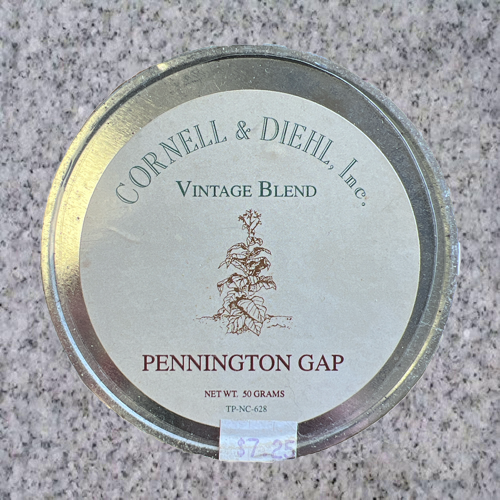 CORNELL & DIEHL, Inc.
VINTAGE BLEND
PENNINGTON GAP
NET WT. 50 GRAMS
TP-NC-628
$7.25